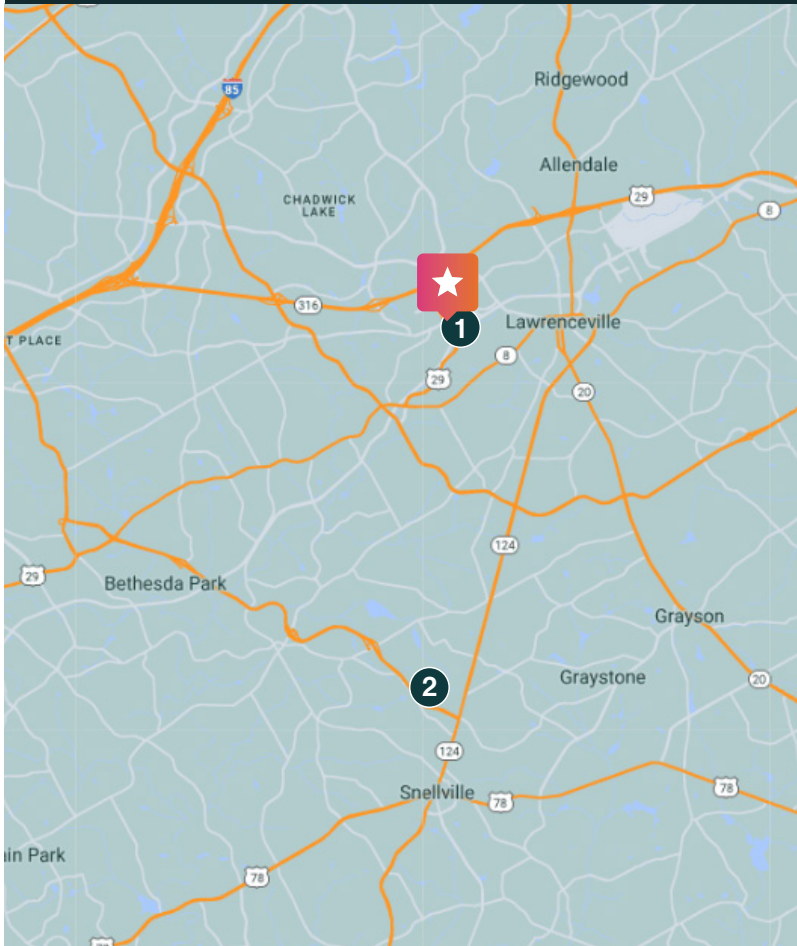 85
Ridgewood
Allendale
29
8
CHADWICK
LAKE
316
1
Lawrenceville
T PLACE
8
29
20
124
29
Bethesda Park
Grayson
Graystone
20
2
124
Snellville
78
78
in Park
78